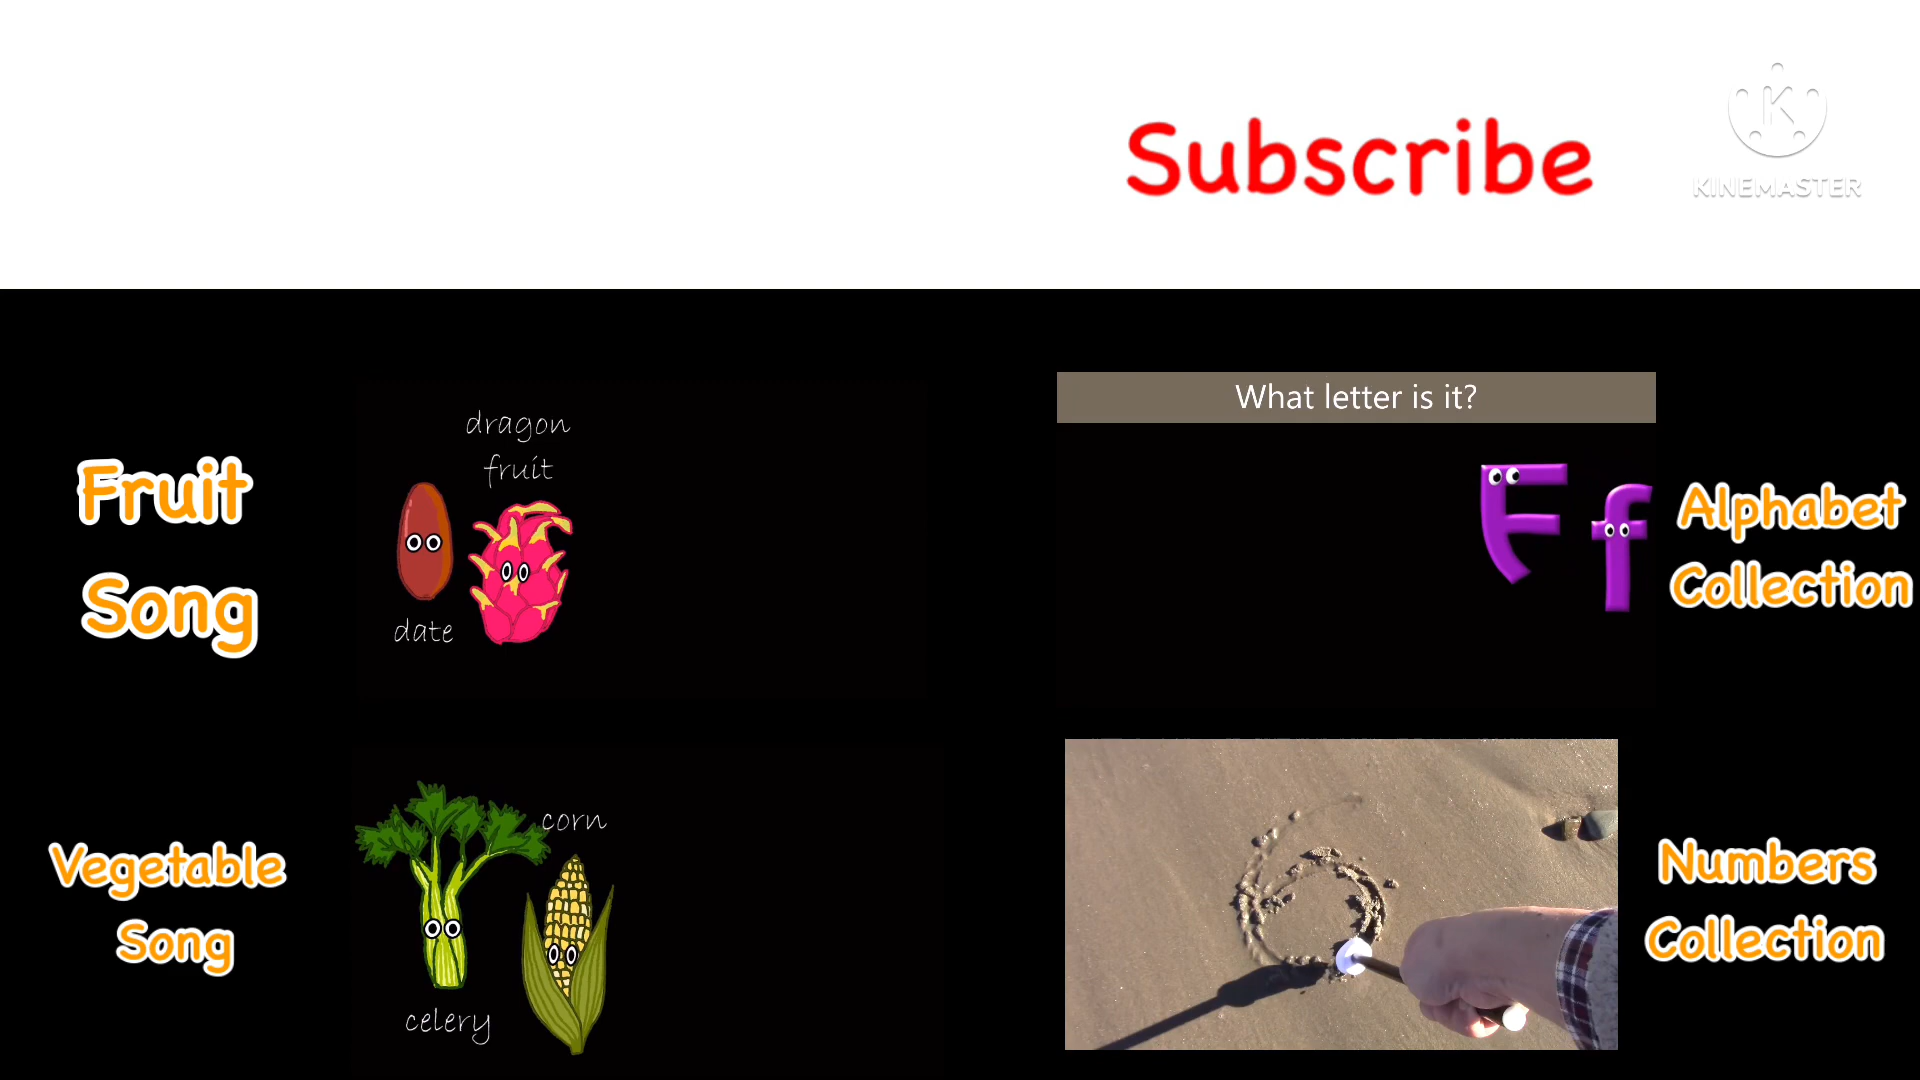 Subscribe
KINEMASTER
Fruit
Song
dragon
fruit
date
What letter is it?
F f
Alphabet
Collection
Vegetable
Song
corn
celery
6
Numbers
Collection